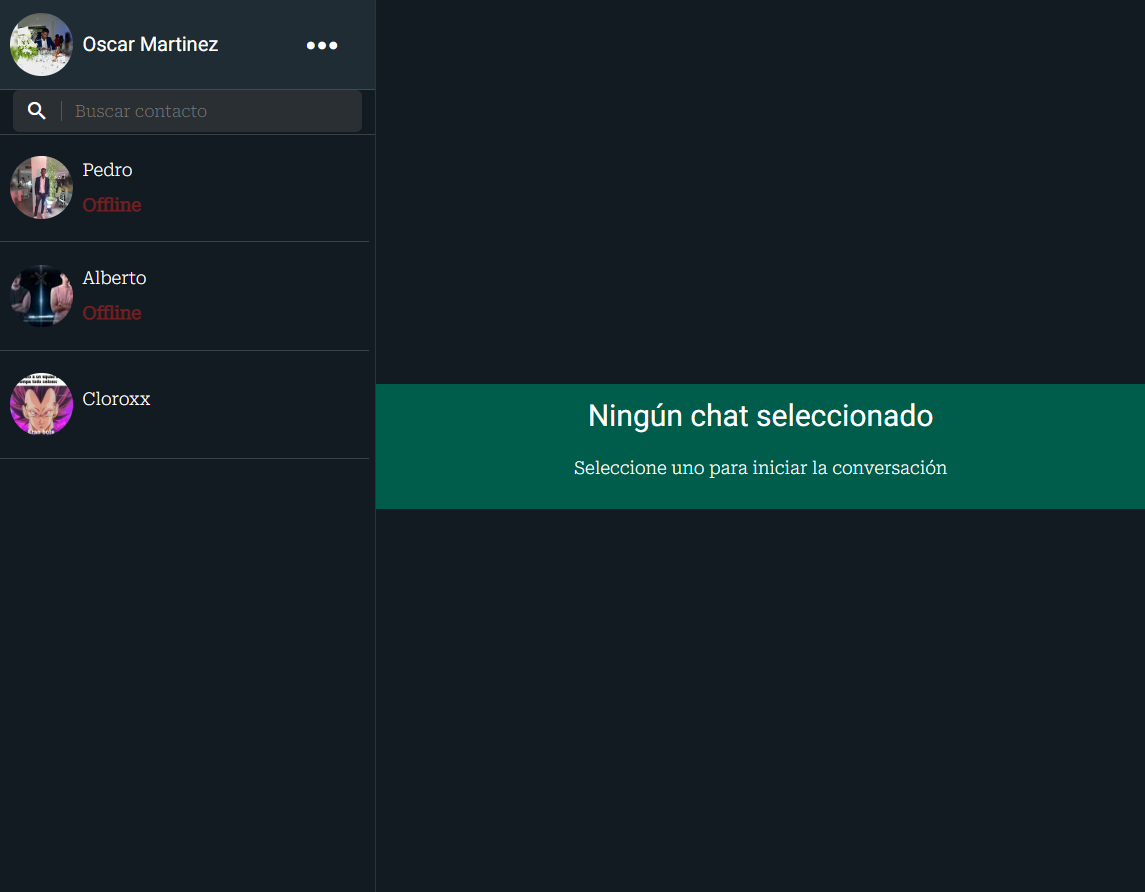 Oscar Martinez
Buscar contacto
Pedro
Offline
Alberto
Offline
Cloroxx
Ningún chat seleccionado
Seleccione uno para iniciar la conversación